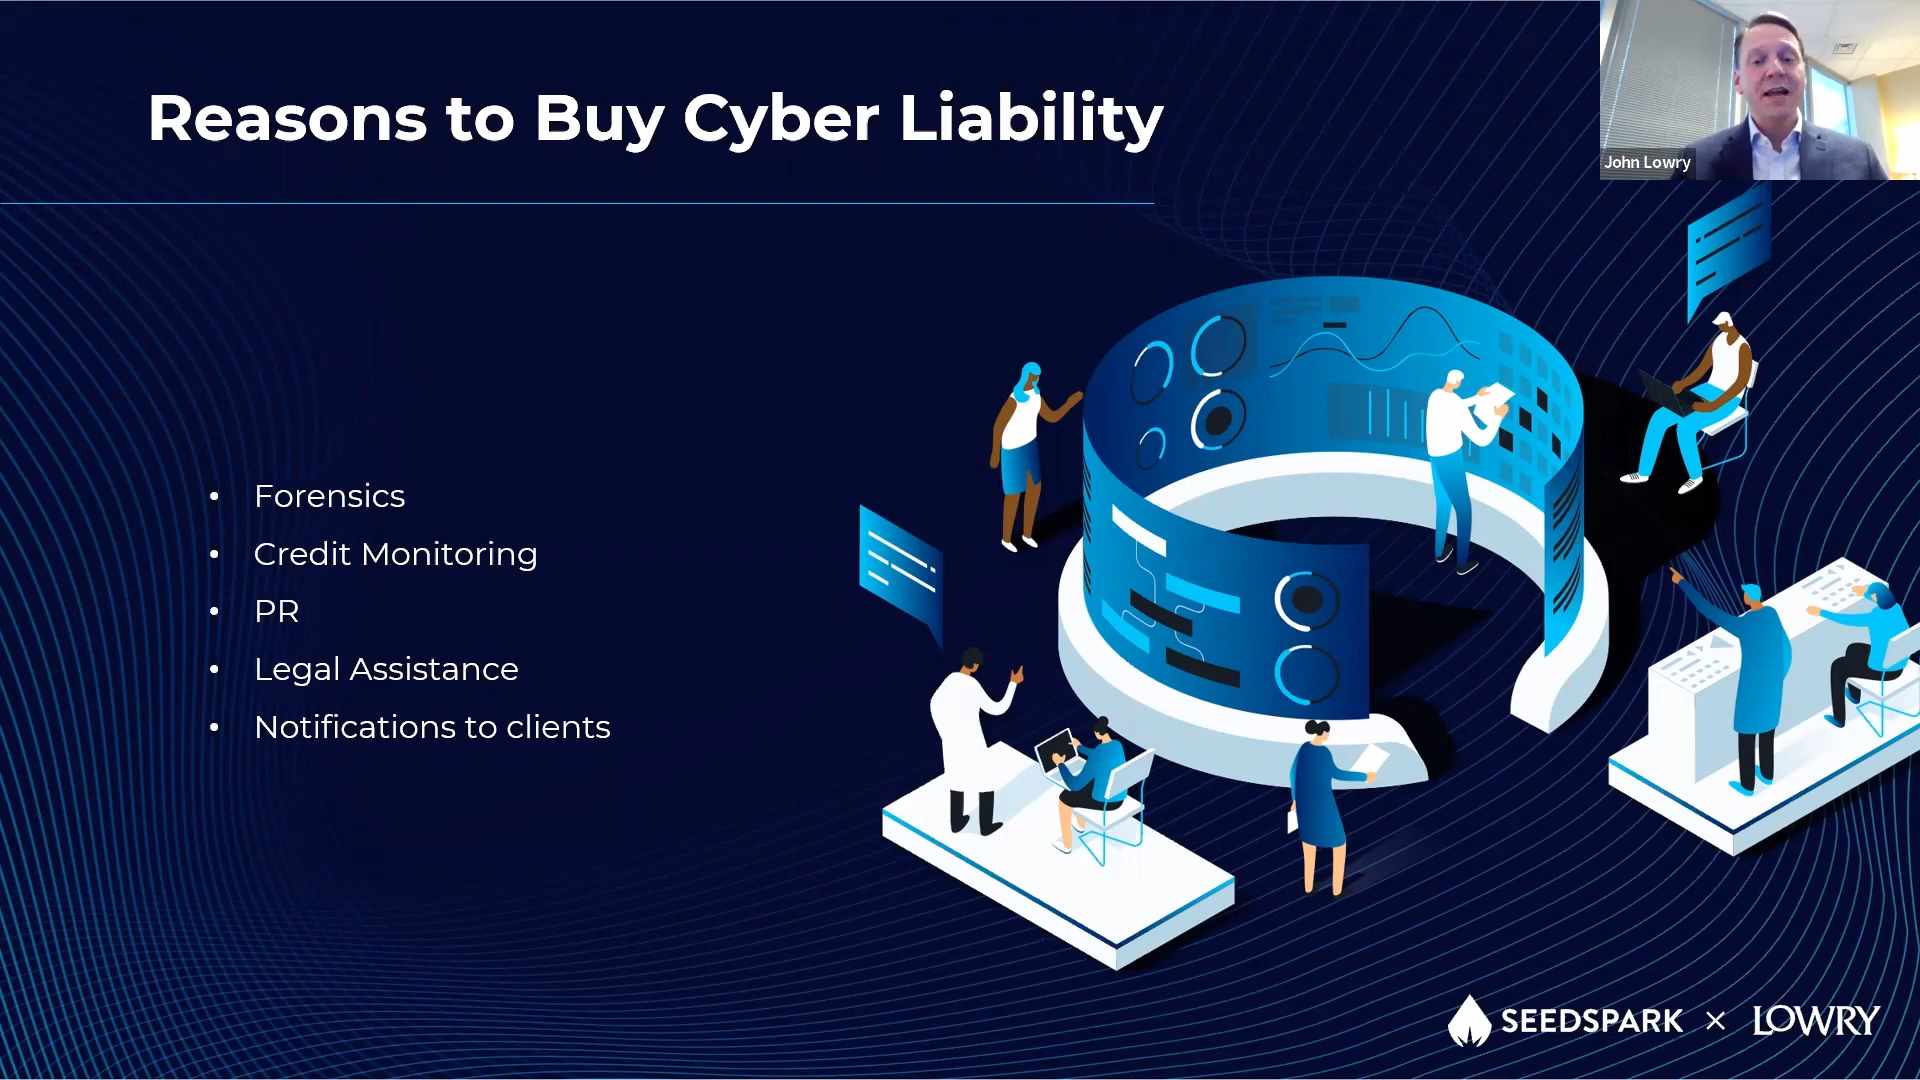 Reasons to Buy Cyber Liability
John Lowry
• Forensics
• Credit Monitoring
• PR
• Legal Assistance
• Notifications to clients
SEEDSPARK × LOWRY